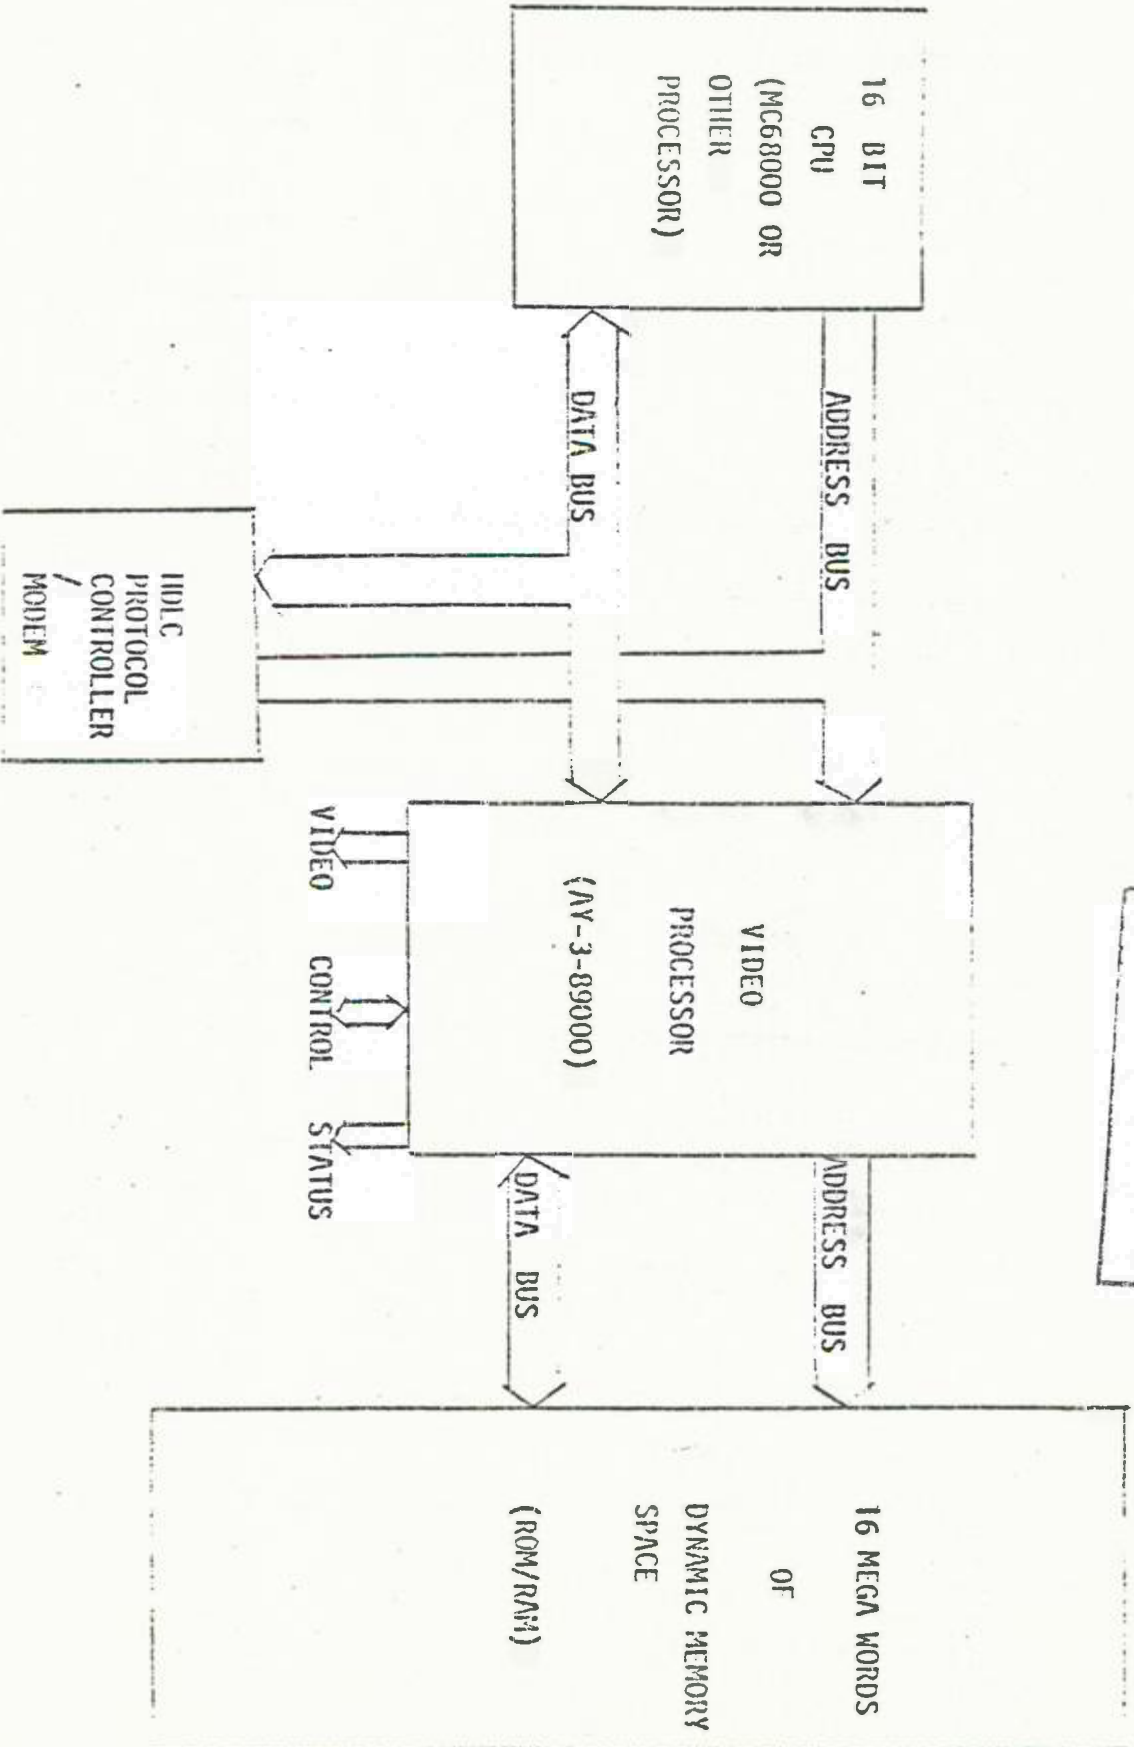 16 BIT
CPU
(MC68000 OR
OTHER
PROCESSOR)
ADDRESS BUS
DATA BUS
HDLC
PROTOCOL
CONTROLLER
/
MODEM
VIDEO
PROCESSOR
(AY-3-89000)
VIDEO
CONTROL
STATUS
ADDRESS BUS
DATA BUS
16 MEGA WORDS
OF
DYNAMIC MEMORY
SPACE
(ROM/RAM)